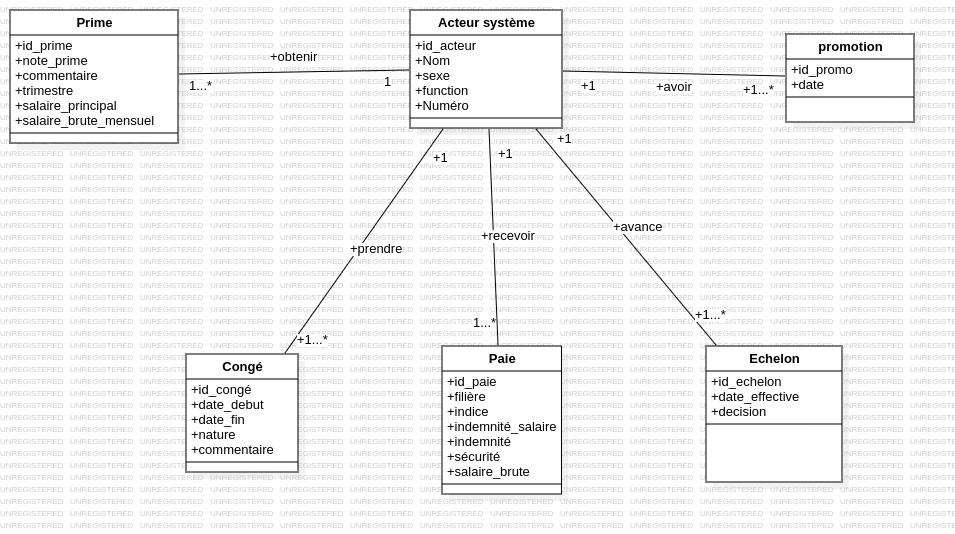 Prime
+id_prime
+note_prime
+commentaire
+trimestre
+salaire_principal
+salaire_brute_mensuel
+obtenir
1...*
1
Acteur système
+id_acteur
+Nom
+sexe
+function
+Numéro
+1
+avoir
+1...*
promotion
+id_promo
+date
+1
+prendre
+1...*
+1
+recevoir
1...*
+1
+avance
+1...*
Congé
+id_congé
+date_debut
+date_fin
+nature
+commentaire
Paie
+id_paie
+filière
+indice
+indemnité_salaire
+indemnité
+sécurité
+salaire_brute
Echelon
+id_echelon
+date_effective
+decision
UNREGISTERED